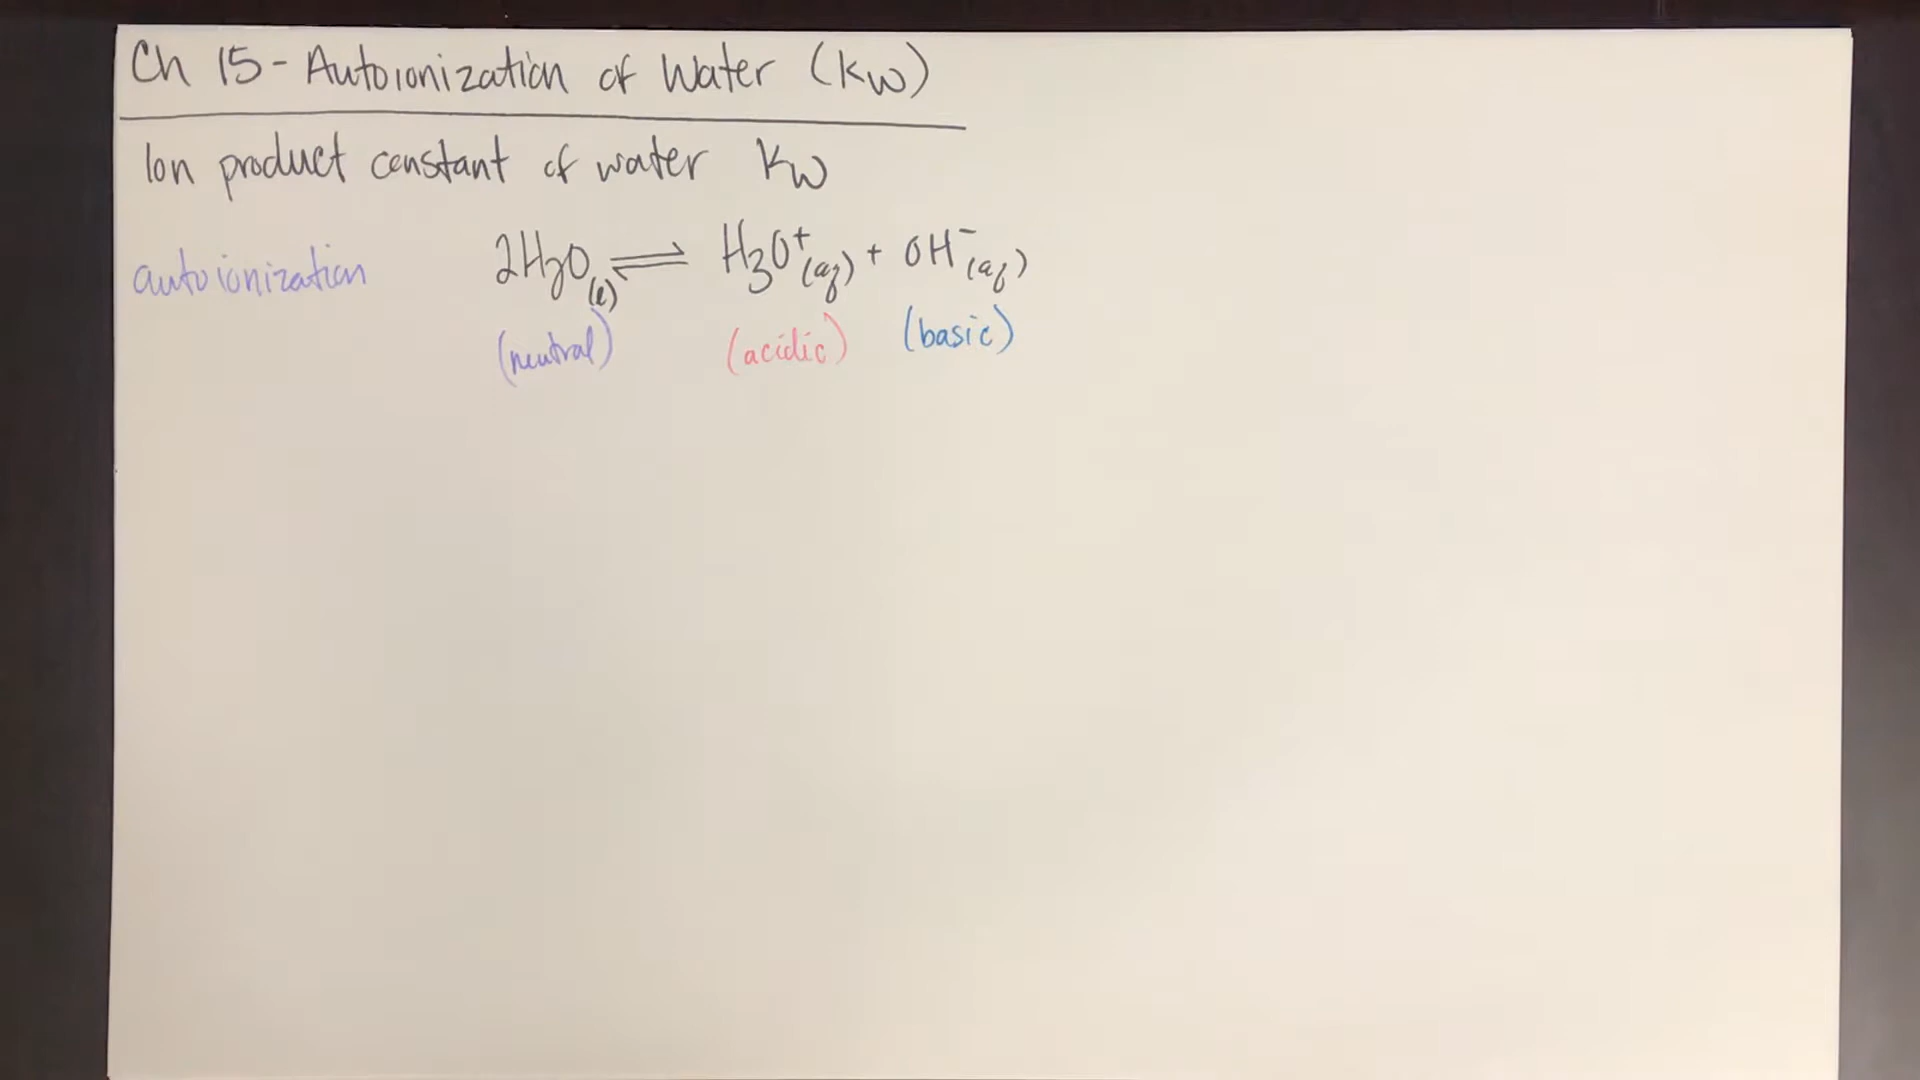 Ch 15 - Autoionization of Water (Kw)
Ion product constant of water Kw
autoionization 2H₂O(l) ⇌ H₃O⁺(aq) + OH⁻(aq)
(neutral) (acidic) (basic)